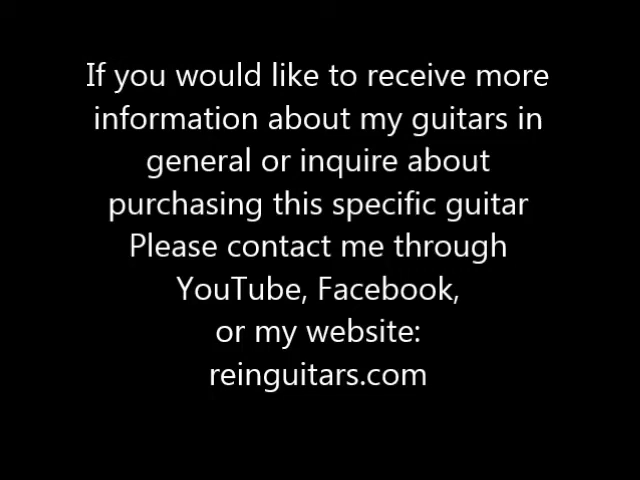 If you would like to receive more
information about my guitars in
general or inquire about
purchasing this specific guitar
Please contact me through
YouTube, Facebook,
or my website:
reinguitars.com